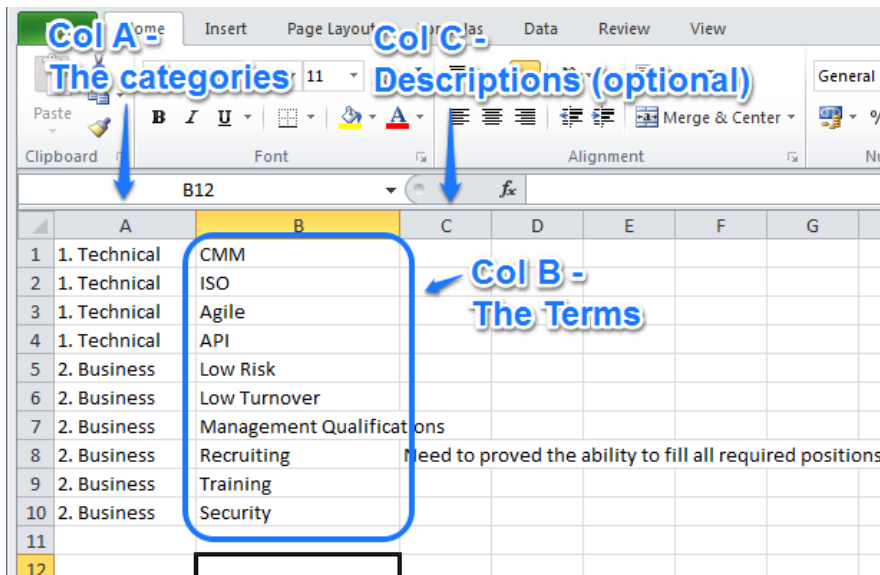 Col A -
The categories
Col C -
Descriptions (optional)
Insert
Page Layout
Data
Review
View
11
General
Paste
B I U
A
Merge & Center
%
Clipboard
Font
Alignment
B12
fx
A B C D E F G
1 1. Technical CMM
2 1. Technical ISO
3 1. Technical Agile
4 1. Technical API
5 2. Business Low Risk
6 2. Business Low Turnover
7 2. Business Management Qualifications
8 2. Business Recruiting Need to proved the ability to fill all required positions
9 2. Business Training
10 2. Business Security
11
12
Col B -
The Terms